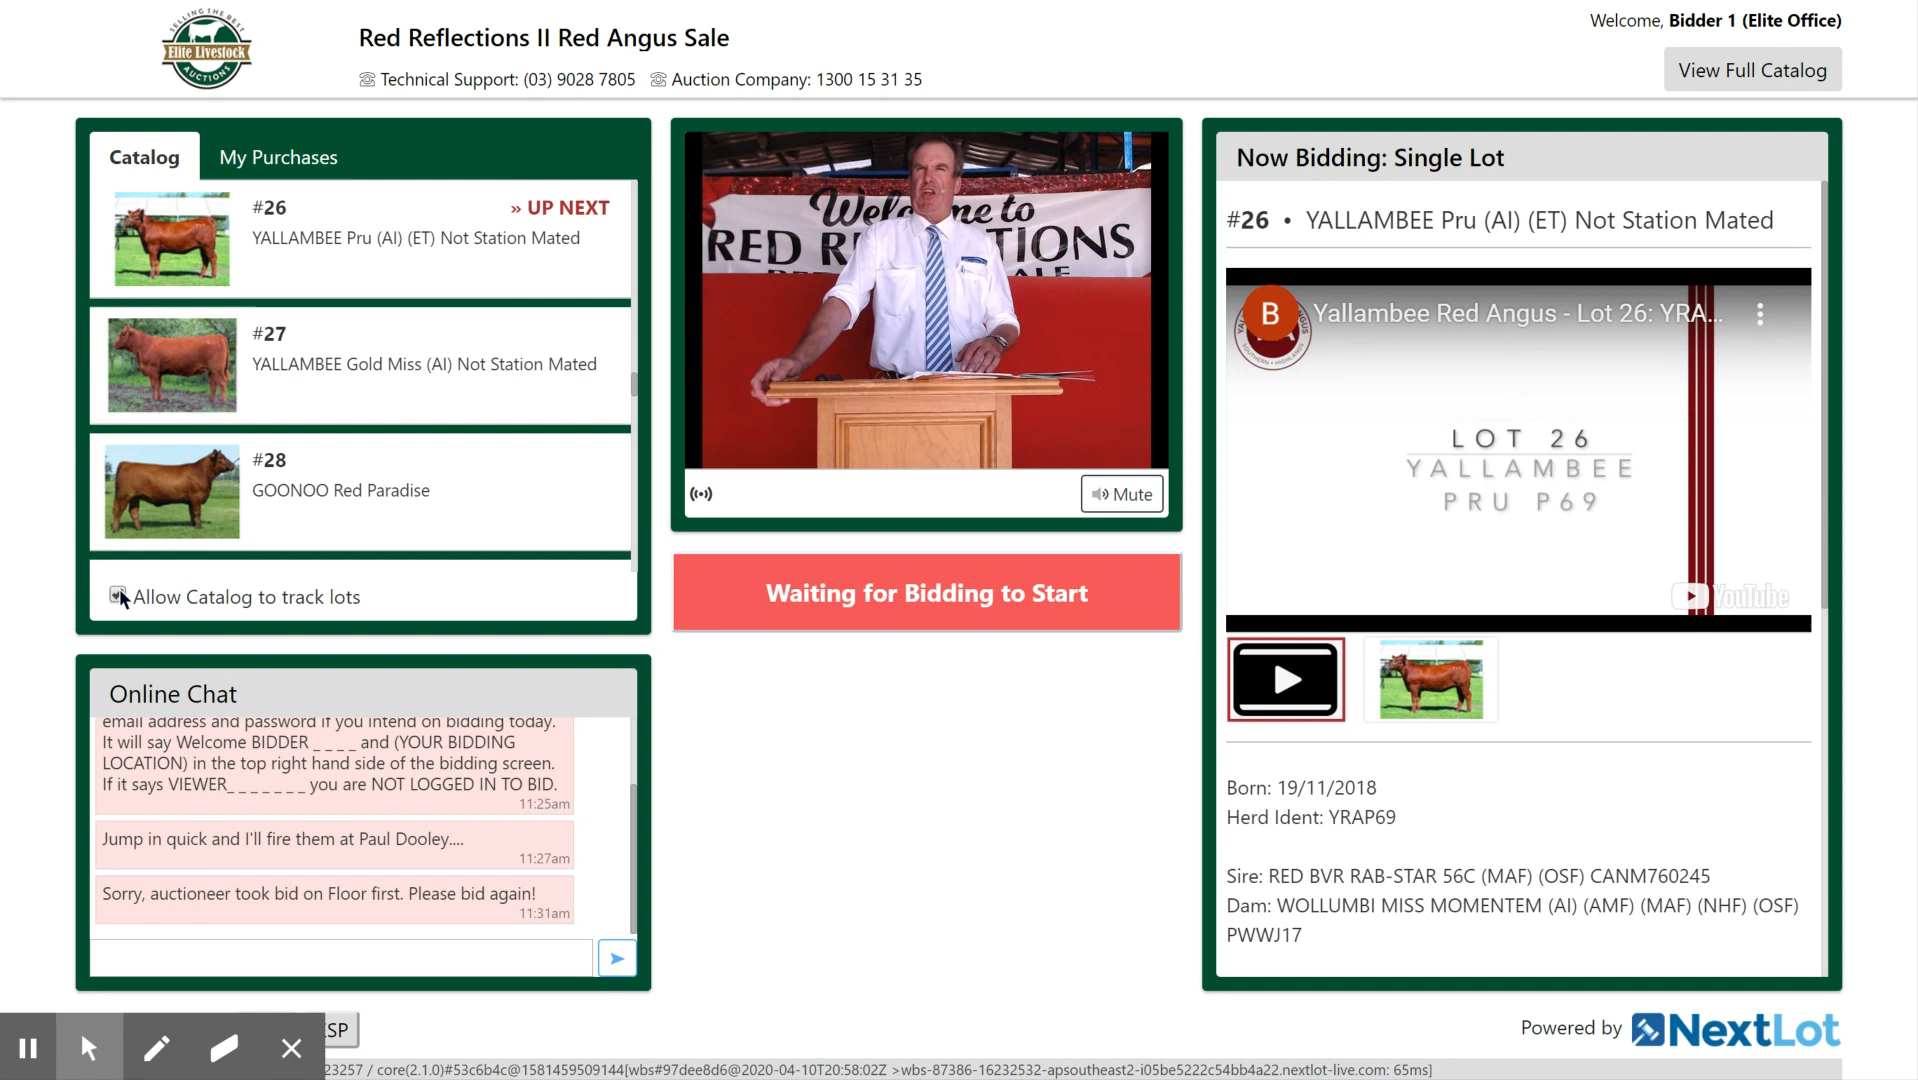 SELLING THE BEST
Elite Livestock
AUCTIONS
Red Reflections II Red Angus Sale
Technical Support: (03) 9028 7805 Auction Company: 1300 15 31 35
Welcome, Bidder 1 (Elite Office)
View Full Catalog
Catalog
My Purchases
#26
» UP NEXT
YALLAMBEE Pru (AI) (ET) Not Station Mated
#27
YALLAMBEE Gold Miss (AI) Not Station Mated
#28
GOONOO Red Paradise
Allow Catalog to track lots
Online Chat
email address and password if you intend on bidding today.
It will say Welcome BIDDER _ _ _ _ and (YOUR BIDDING
LOCATION) in the top right hand side of the bidding screen.
If it says VIEWER_ _ _ _ _ _ _ you are NOT LOGGED IN TO BID.
11:25am
Jump in quick and I'll fire them at Paul Dooley....
11:27am
Sorry, auctioneer took bid on Floor first. Please bid again!
11:31am
Welcome to
RED R TIONS
Mute
Waiting for Bidding to Start
Now Bidding: Single Lot
#26 • YALLAMBEE Pru (AI) (ET) Not Station Mated
B
Yallambee Red Angus - Lot 26: YRA...
SOUTHERN • HIGHLANDS
LOT 26
YALLAMBEE
PRU P69
YouTube
Born: 19/11/2018
Herd Ident: YRAP69
Sire: RED BVR RAB-STAR 56C (MAF) (OSF) CANM760245
Dam: WOLLUMBI MISS MOMENTEM (AI) (AMF) (MAF) (NHF) (OSF)
PWWJ17
SP
Powered by NextLot
23257 / core(2.1.0)#53c6b4c@1581459509144[wbs#97dee8d6@2020-04-10T20:58:02Z >wbs-87386-16232532-apsoutheast2-i05be5222c54bb4a22.nextlot-live.com: 65ms]